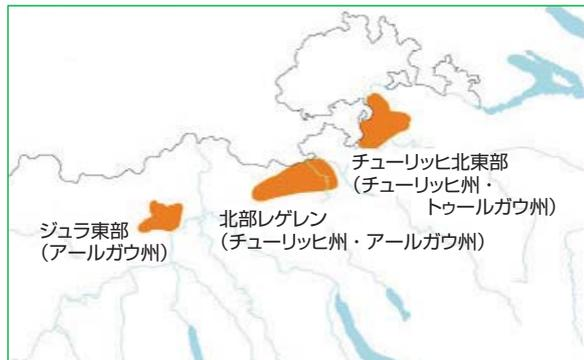 チューリッヒ北東部
（チューリッヒ州・
トゥールガウ州）
北部レゲレン
（チューリッヒ州・アールガウ州）
ジュラ東部
（アールガウ州）